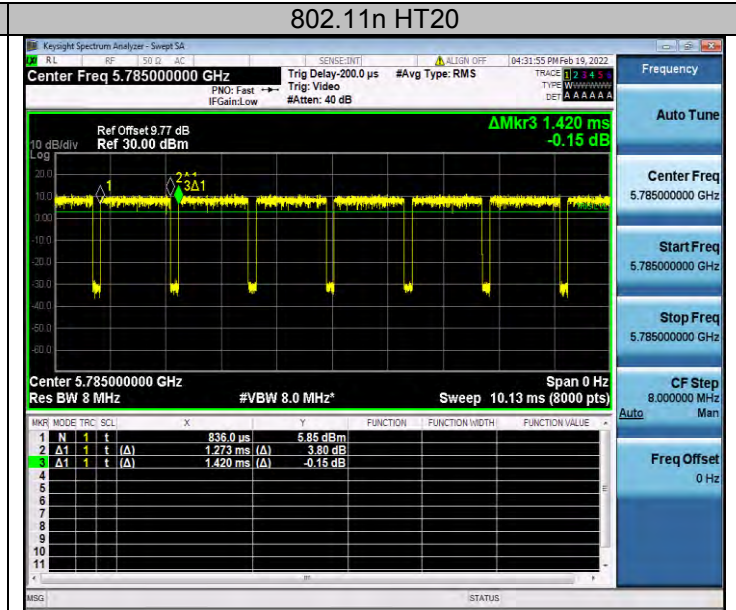 802.11n HT20
Keysight Spectrum Analyzer - Swept SA
RL RF 50 Ω AC SENSE:INT ALIGN OFF 04:31:55 PM Feb 19, 2022
Center Freq 5.785000000 GHz
PNO: Fast
IFGain:Low
Trig Delay-200.0 µs
Trig: Video
#Atten: 40 dB
#Avg Type: RMS
TRACE 1 2 3 4 5 6
TYPE
DET A A A A A A
Frequency
Auto Tune
Center Freq
5.785000000 GHz
Start Freq
5.785000000 GHz
Stop Freq
5.785000000 GHz
CF Step
8.000000 MHz
Auto Man
Freq Offset
0 Hz
ΔMkr3 1.420 ms
-0.15 dB
Ref Offset 9.77 dB
10 dB/div Ref 30.00 dBm
Log
20.0
10.0
0.00
-10.0
-20.0
-30.0
-40.0
-50.0
-60.0
1
3Δ1
Center 5.785000000 GHz Span 0 Hz
Res BW 8 MHz #VBW 8.0 MHz* Sweep 10.13 ms (8000 pts)
MKR MODE TRC SCL X Y FUNCTION FUNCTION WIDTH FUNCTION VALUE
1 N 1 t 836.0 µs 5.85 dBm
2 Δ1 1 t (Δ) 1.273 ms (Δ) 3.80 dB
3 Δ1 1 t (Δ) 1.420 ms (Δ) -0.15 dB
4
5
6
7
8
9
10
11
MSG STATUS